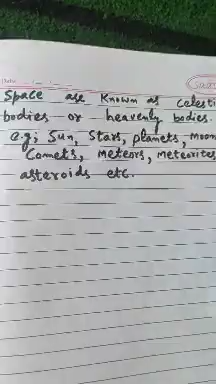 Space are Known as celesti
bodies or heavenly bodies.
e.g; Sun, Stars, planets, Moon
Comets, meteors, meteorites
asteroids etc.